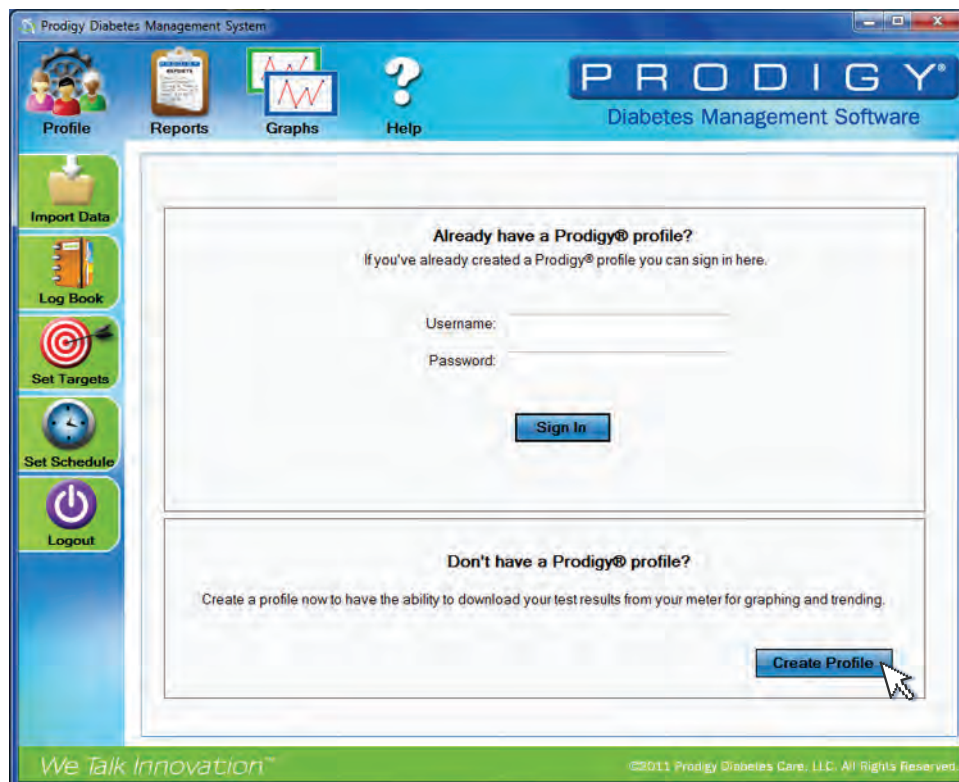 Prodigy Diabetes Management System
PRODIGY®
Diabetes Management Software
Profile
Reports
Graphs
Help
Import Data
Log Book
Set Targets
Set Schedule
Logout
Already have a Prodigy® profile?
If you've already created a Prodigy® profile you can sign in here.
Username:
Password:
Sign In
Don't have a Prodigy® profile?
Create a profile now to have the ability to download your test results from your meter for graphing and trending.
Create Profile
We Talk Innovation™
©2011 Prodigy Diabetes Care, LLC. All Rights Reserved.